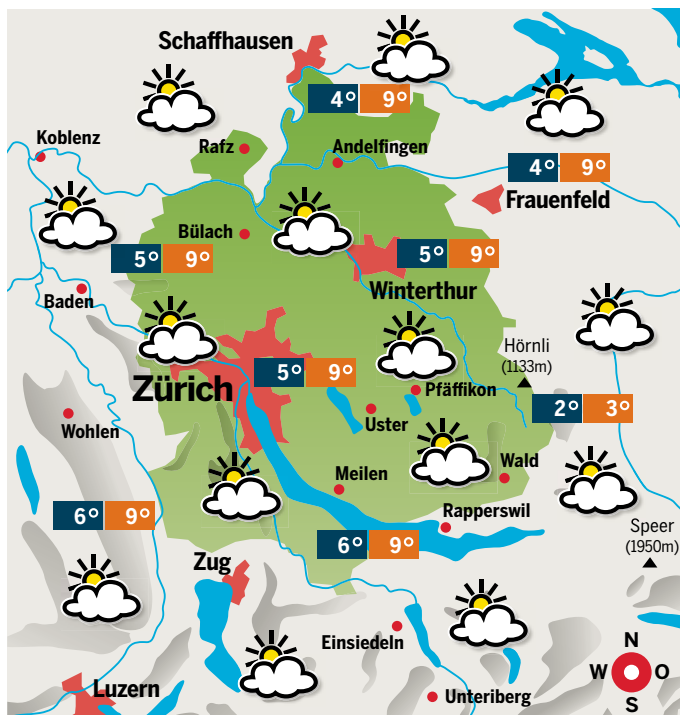 Schaffhausen
4° 9°
Koblenz
Rafz
Andelfingen
4° 9°
Frauenfeld
Bülach
5° 9°
5° 9°
Baden
Winterthur
Hörnli
(1133m)
Zürich
5° 9°
Pfäffikon
2° 3°
Wohlen
Uster
Meilen
Wald
6° 9°
Rapperswil
Speer
(1950m)
6° 9°
Zug
Einsiedeln
N
W O
S
Luzern
Unteriberg